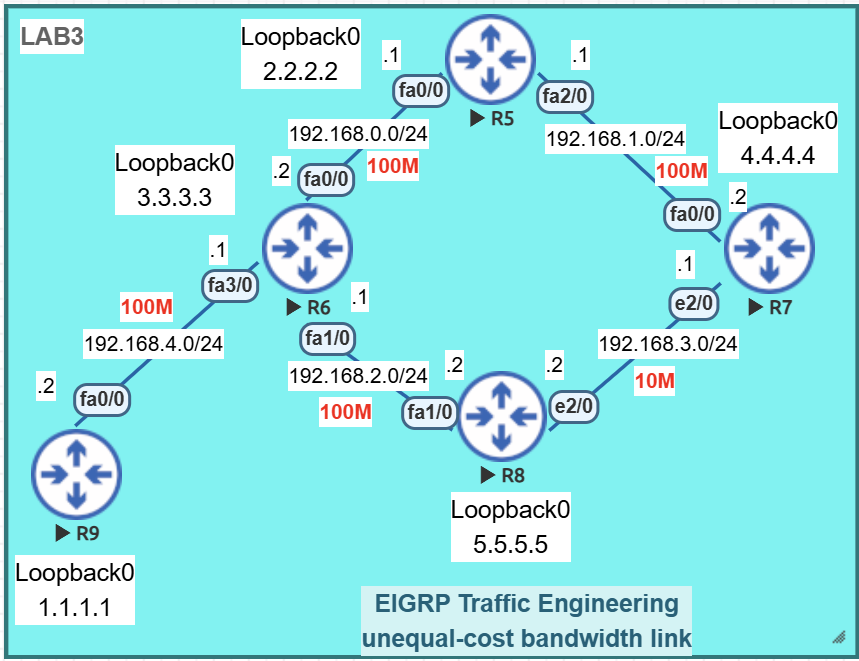 LAB3
Loopback0
2.2.2.2
.1
fa0/0
R5
.1
fa2/0
192.168.0.0/24
100M
192.168.1.0/24
100M
Loopback0
4.4.4.4
Loopback0
3.3.3.3
.2
fa0/0
fa0/0
.2
R6
R7
.1
fa3/0
100M
192.168.4.0/24
.1
fa1/0
.1
e2/0
192.168.2.0/24
100M
192.168.3.0/24
10M
.2
fa1/0
.2
e2/0
R8
Loopback0
5.5.5.5
.2
fa0/0
R9
Loopback0
1.1.1.1
EIGRP Traffic Engineering
unequal-cost bandwidth link